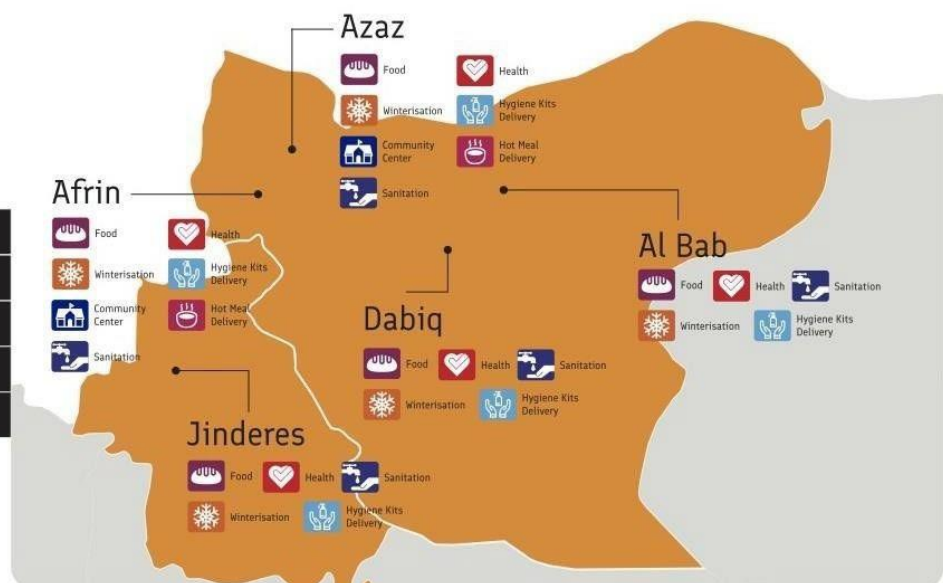 Azaz
Food
Health
Winterisation
Hygiene Kits
Delivery
Community
Center
Hot Meal
Delivery
Sanitation
Afrin
Food
Health
Winterisation
Hygiene Kits
Delivery
Community
Center
Hot Meal
Delivery
Sanitation
Al Bab
Food
Health
Sanitation
Winterisation
Hygiene Kits
Delivery
Dabiq
Food
Health
Sanitation
Winterisation
Hygiene Kits
Delivery
Jinderes
Food
Health
Sanitation
Winterisation
Hygiene Kits
Delivery